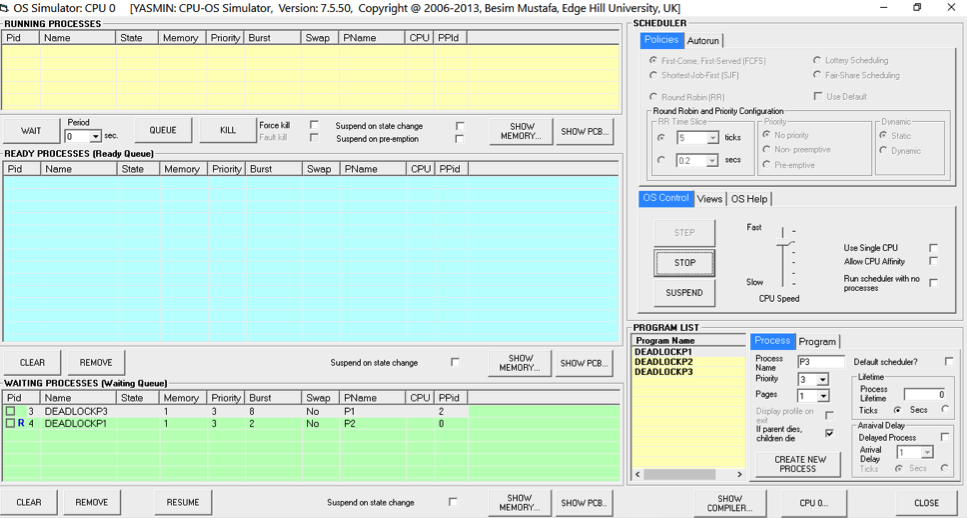 OS Simulator: CPU 0 [YASMIN: CPU-OS Simulator, Version: 7.5.50, Copyright @ 2006-2013, Besim Mustafa, Edge Hill University, UK]
RUNNING PROCESSES
Pid Name State Memory Priority Burst Swap PName CPU PPId
WAIT
Period
0 sec.
QUEUE
KILL
Force kill
Fault kill
Suspend on state change
Suspend on pre-emption
SHOW MEMORY...
SHOW PCB...
READY PROCESSES (Ready Queue)
Pid Name State Memory Priority Burst Swap PName CPU PPid
CLEAR
REMOVE
Suspend on state change
SHOW MEMORY...
SHOW PCB...
WAITING PROCESSES (Waiting Queue)
Pid Name State Memory Priority Burst Swap PName CPU PPId
3 DEADLOCKP3 1 3 8 No P1 2
R 4 DEADLOCKP1 1 3 2 No P2 0
CLEAR
REMOVE
RESUME
Suspend on state change
SHOW MEMORY...
SHOW PCB..
SCHEDULER
Policies Autorun
First-Come, First-Served (FCFS)
Shortest-Job-First (SJF)
Round Robin (RR)
Lottery Scheduling
Fair-Share Scheduling
Use Default
Round Robin and Priority Configuration
RR Time Slice
5 ticks
0.2 secs
Priority
No priority
Non- preemptive
Pre-emptive
Dynamic
Static
Dynamic
OS Control Views OS Help
STEP
STOP
SUSPEND
Fast
Slow
CPU Speed
Use Single CPU
Allow CPU Affinity
Run scheduler with no
processes
PROGRAM LIST
Program Name
DEADLOCKP1
DEADLOCKP2
DEADLOCKP3
Process Program
Process
Name P3
Priority 3
Pages 1
Display profile on
exit
If parent dies,
children die
CREATE NEW
PROCESS
Default scheduler?
Lifetime
Process
Lifetime 0
Ticks Secs
Arraival Delay
Delayed Process
Arrival
Delay 1
Ticks Secs
SHOW
COMPILER...
CPU 0...
CLOSE